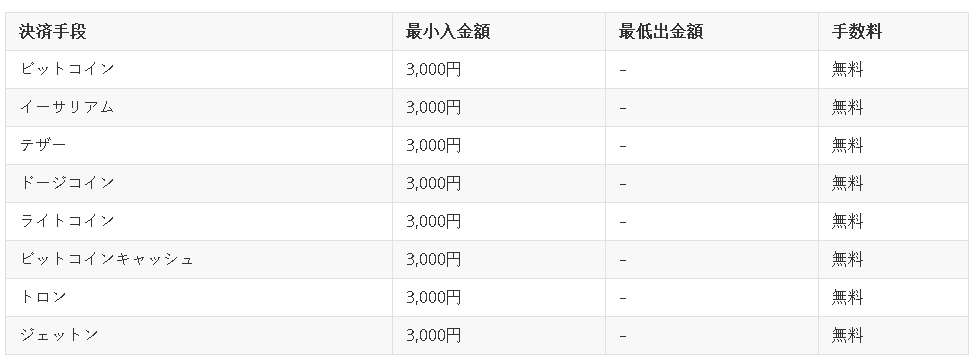 決済手段 最小入金額 最低出金額 手数料
ビットコイン 3,000円 – 無料
イーサリアム 3,000円 – 無料
テザー 3,000円 – 無料
ドージコイン 3,000円 – 無料
ライトコイン 3,000円 – 無料
ビットコインキャッシュ 3,000円 – 無料
トロン 3,000円 – 無料
ジェットン 3,000円 – 無料